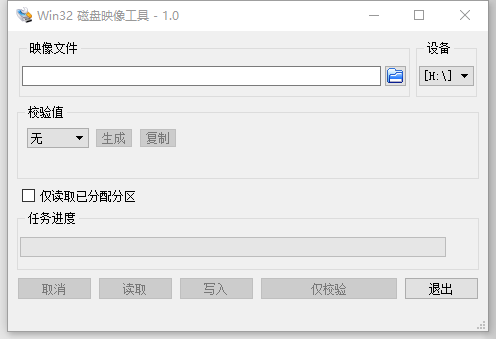 Win32 磁盘映像工具 - 1.0
映像文件
设备
[H:\]
校验值
无
生成
复制
仅读取已分配分区
任务进度
取消
读取
写入
仅校验
退出